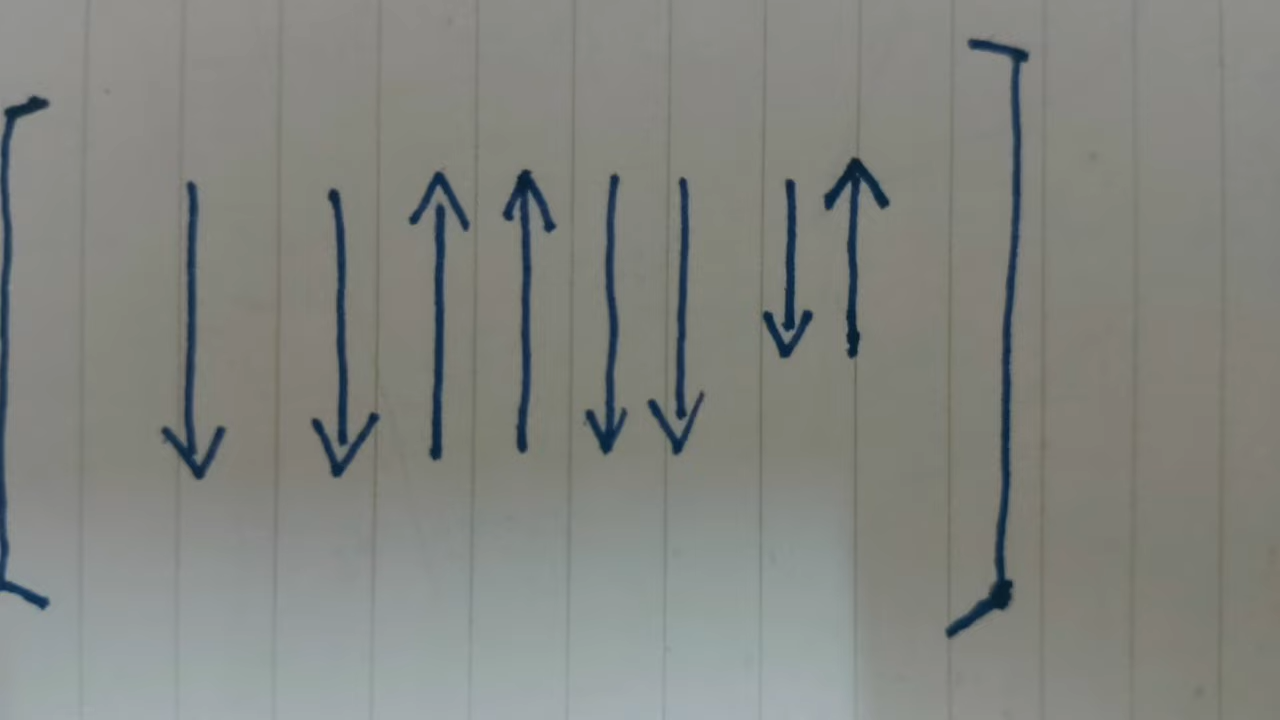 [ ↓ ↓ ↑ ↑ ↓ ↓ ↓ ↑ ]